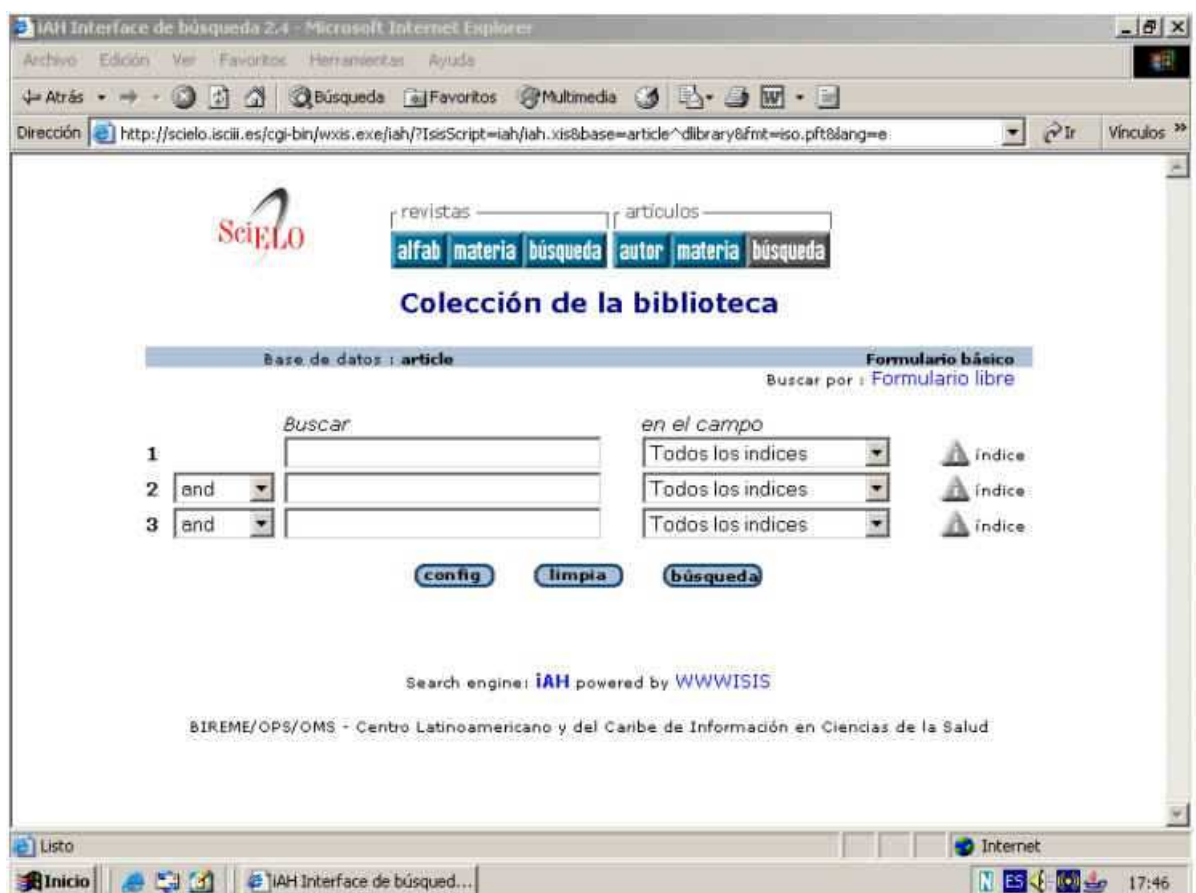 iAH Interface de búsqueda 2.4 - Microsoft Internet Explorer
Archivo Edición Ver Favoritos Herramientas Ayuda
Atrás Búsqueda Favoritos Multimedia
Dirección http://scielo.isciii.es/cgi-bin/wxis.exe/iah/?IsisScript=iah/iah.xis&base=article^dlibrary&fmt=iso.pft&lang=e Ir Vínculos »
SciELO
revistas artículos
alfab materia búsqueda autor materia búsqueda
Colección de la biblioteca
Base de datos : article Formulario básico
Buscar por : Formulario libre
Buscar en el campo
1 Todos los indices índice
2 and Todos los indices índice
3 and Todos los indices índice
config limpia búsqueda
Search engine: iAH powered by WWWISIS
BIREME/OPS/OMS - Centro Latinoamericano y del Caribe de Información en Ciencias de la Salud
Listo Internet
Inicio iAH Interface de búsqued... N ES 17:46